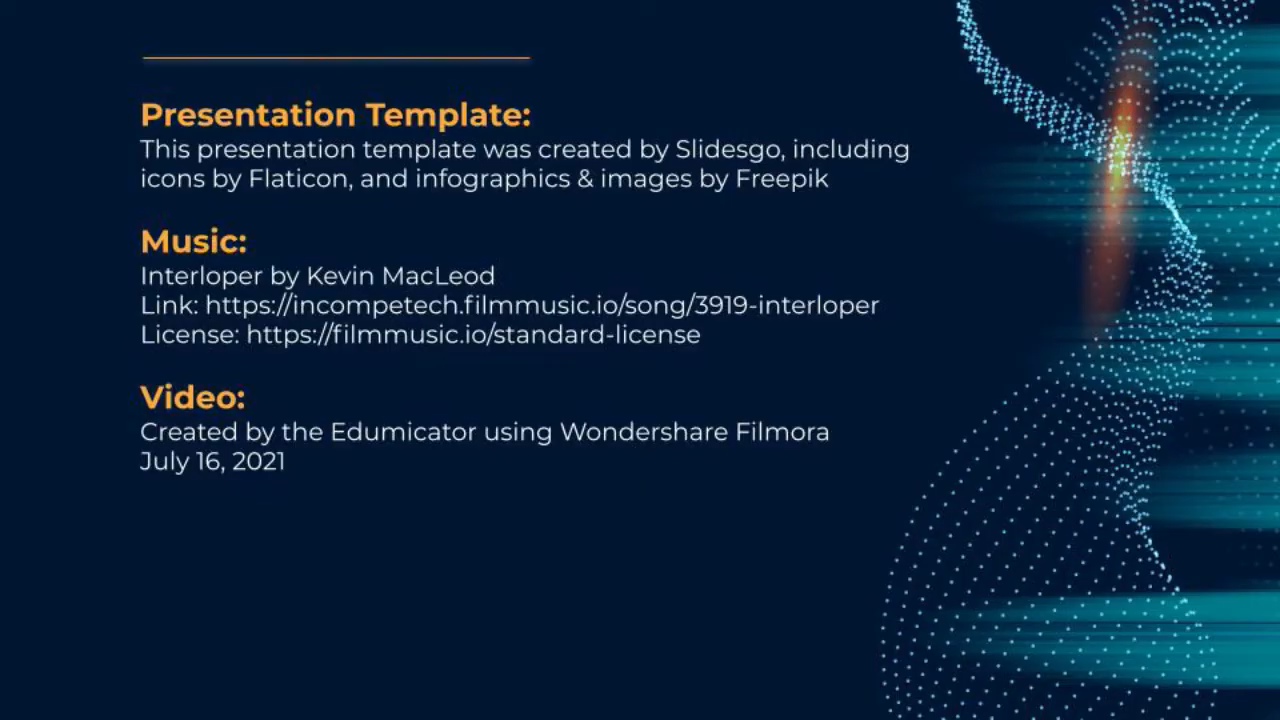 Presentation Template:
This presentation template was created by Slidesgo, including
icons by Flaticon, and infographics & images by Freepik
Music:
Interloper by Kevin MacLeod
Link: https://incompetech.filmmusic.io/song/3919-interloper
License: https://filmmusic.io/standard-license
Video:
Created by the Edumicator using Wondershare Filmora
July 16, 2021